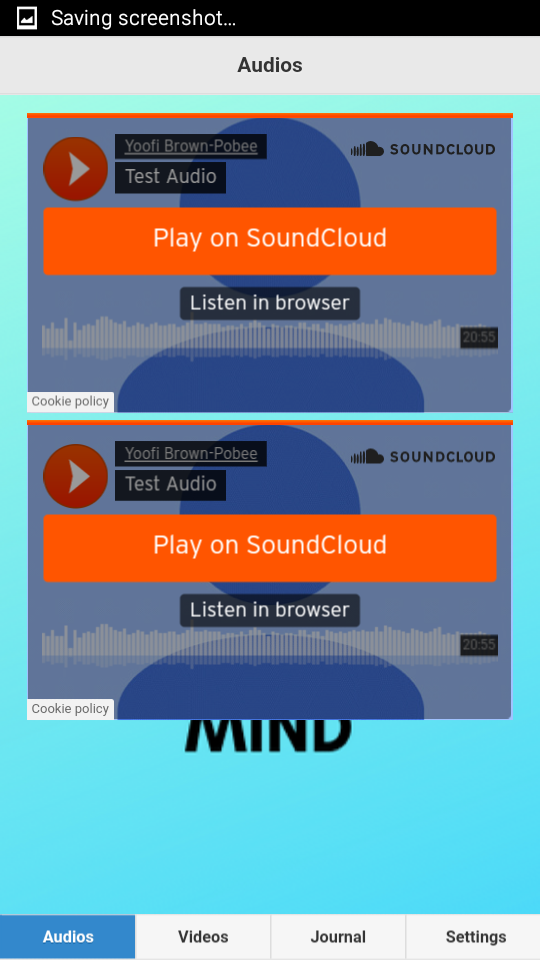 Saving screenshot...
Audios
Yoofi Brown-Pobee
SOUNDCLOUD
Test Audio
Play on SoundCloud
Listen in browser
20:55
Cookie policy
Yoofi Brown-Pobee
SOUNDCLOUD
Test Audio
Play on SoundCloud
Listen in browser
20:55
Cookie policy
MIND
Audios
Videos
Journal
Settings